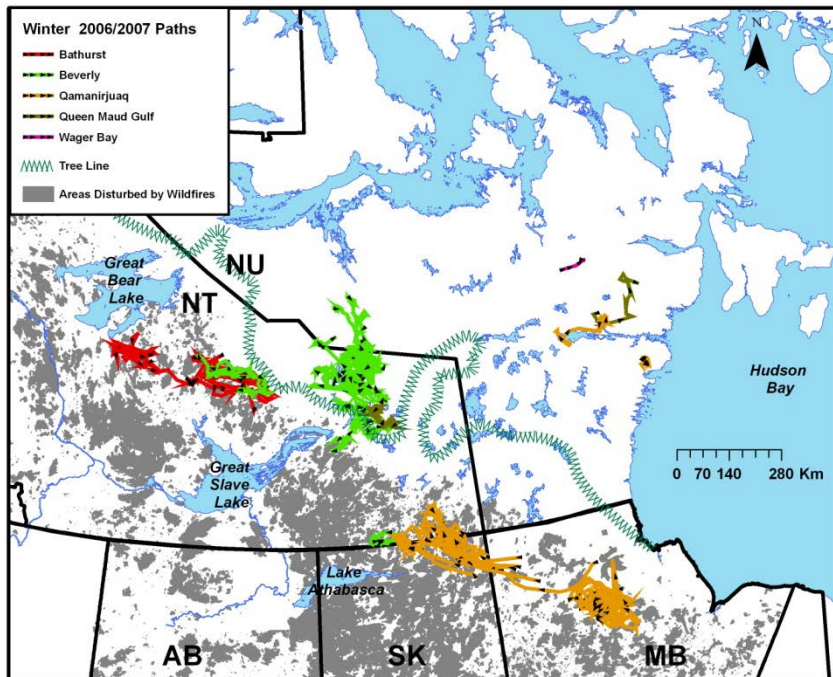 Winter 2006/2007 Paths
Bathurst
Beverly
Qamanirjuaq
Queen Maud Gulf
Wager Bay
Tree Line
Areas Disturbed by Wildfires
N
NU
Great
Bear
Lake
NT
Hudson
Bay
0 70 140 280 Km
Great
Slave
Lake
Lake
Athabasca
AB
SK
MB